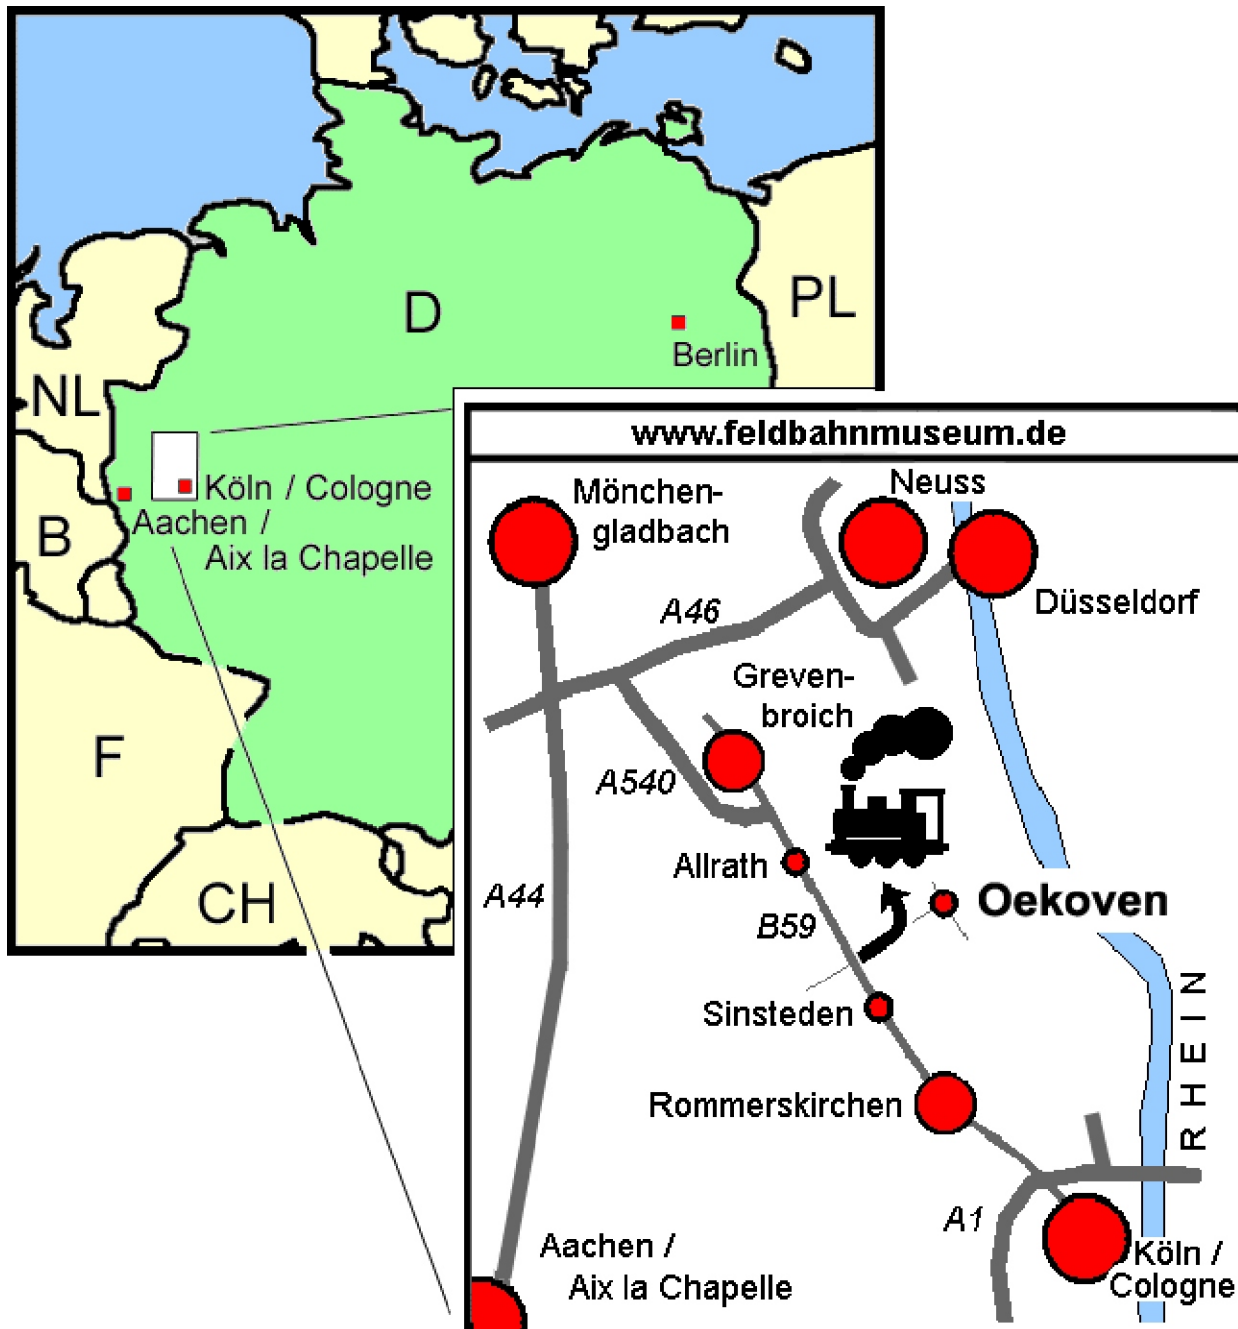 D
PL
Berlin
NL
Köln / Cologne
Aachen /
Aix la Chapelle
B
F
CH
www.feldbahnmuseum.de
Neuss
Mönchen-
gladbach
Düsseldorf
A46
Greven-
broich
A540
Allrath
A44
Oekoven
B59
Sinsteden
RHEIN
Rommerskirchen
A1
Aachen /
Aix la Chapelle
Köln /
Cologne